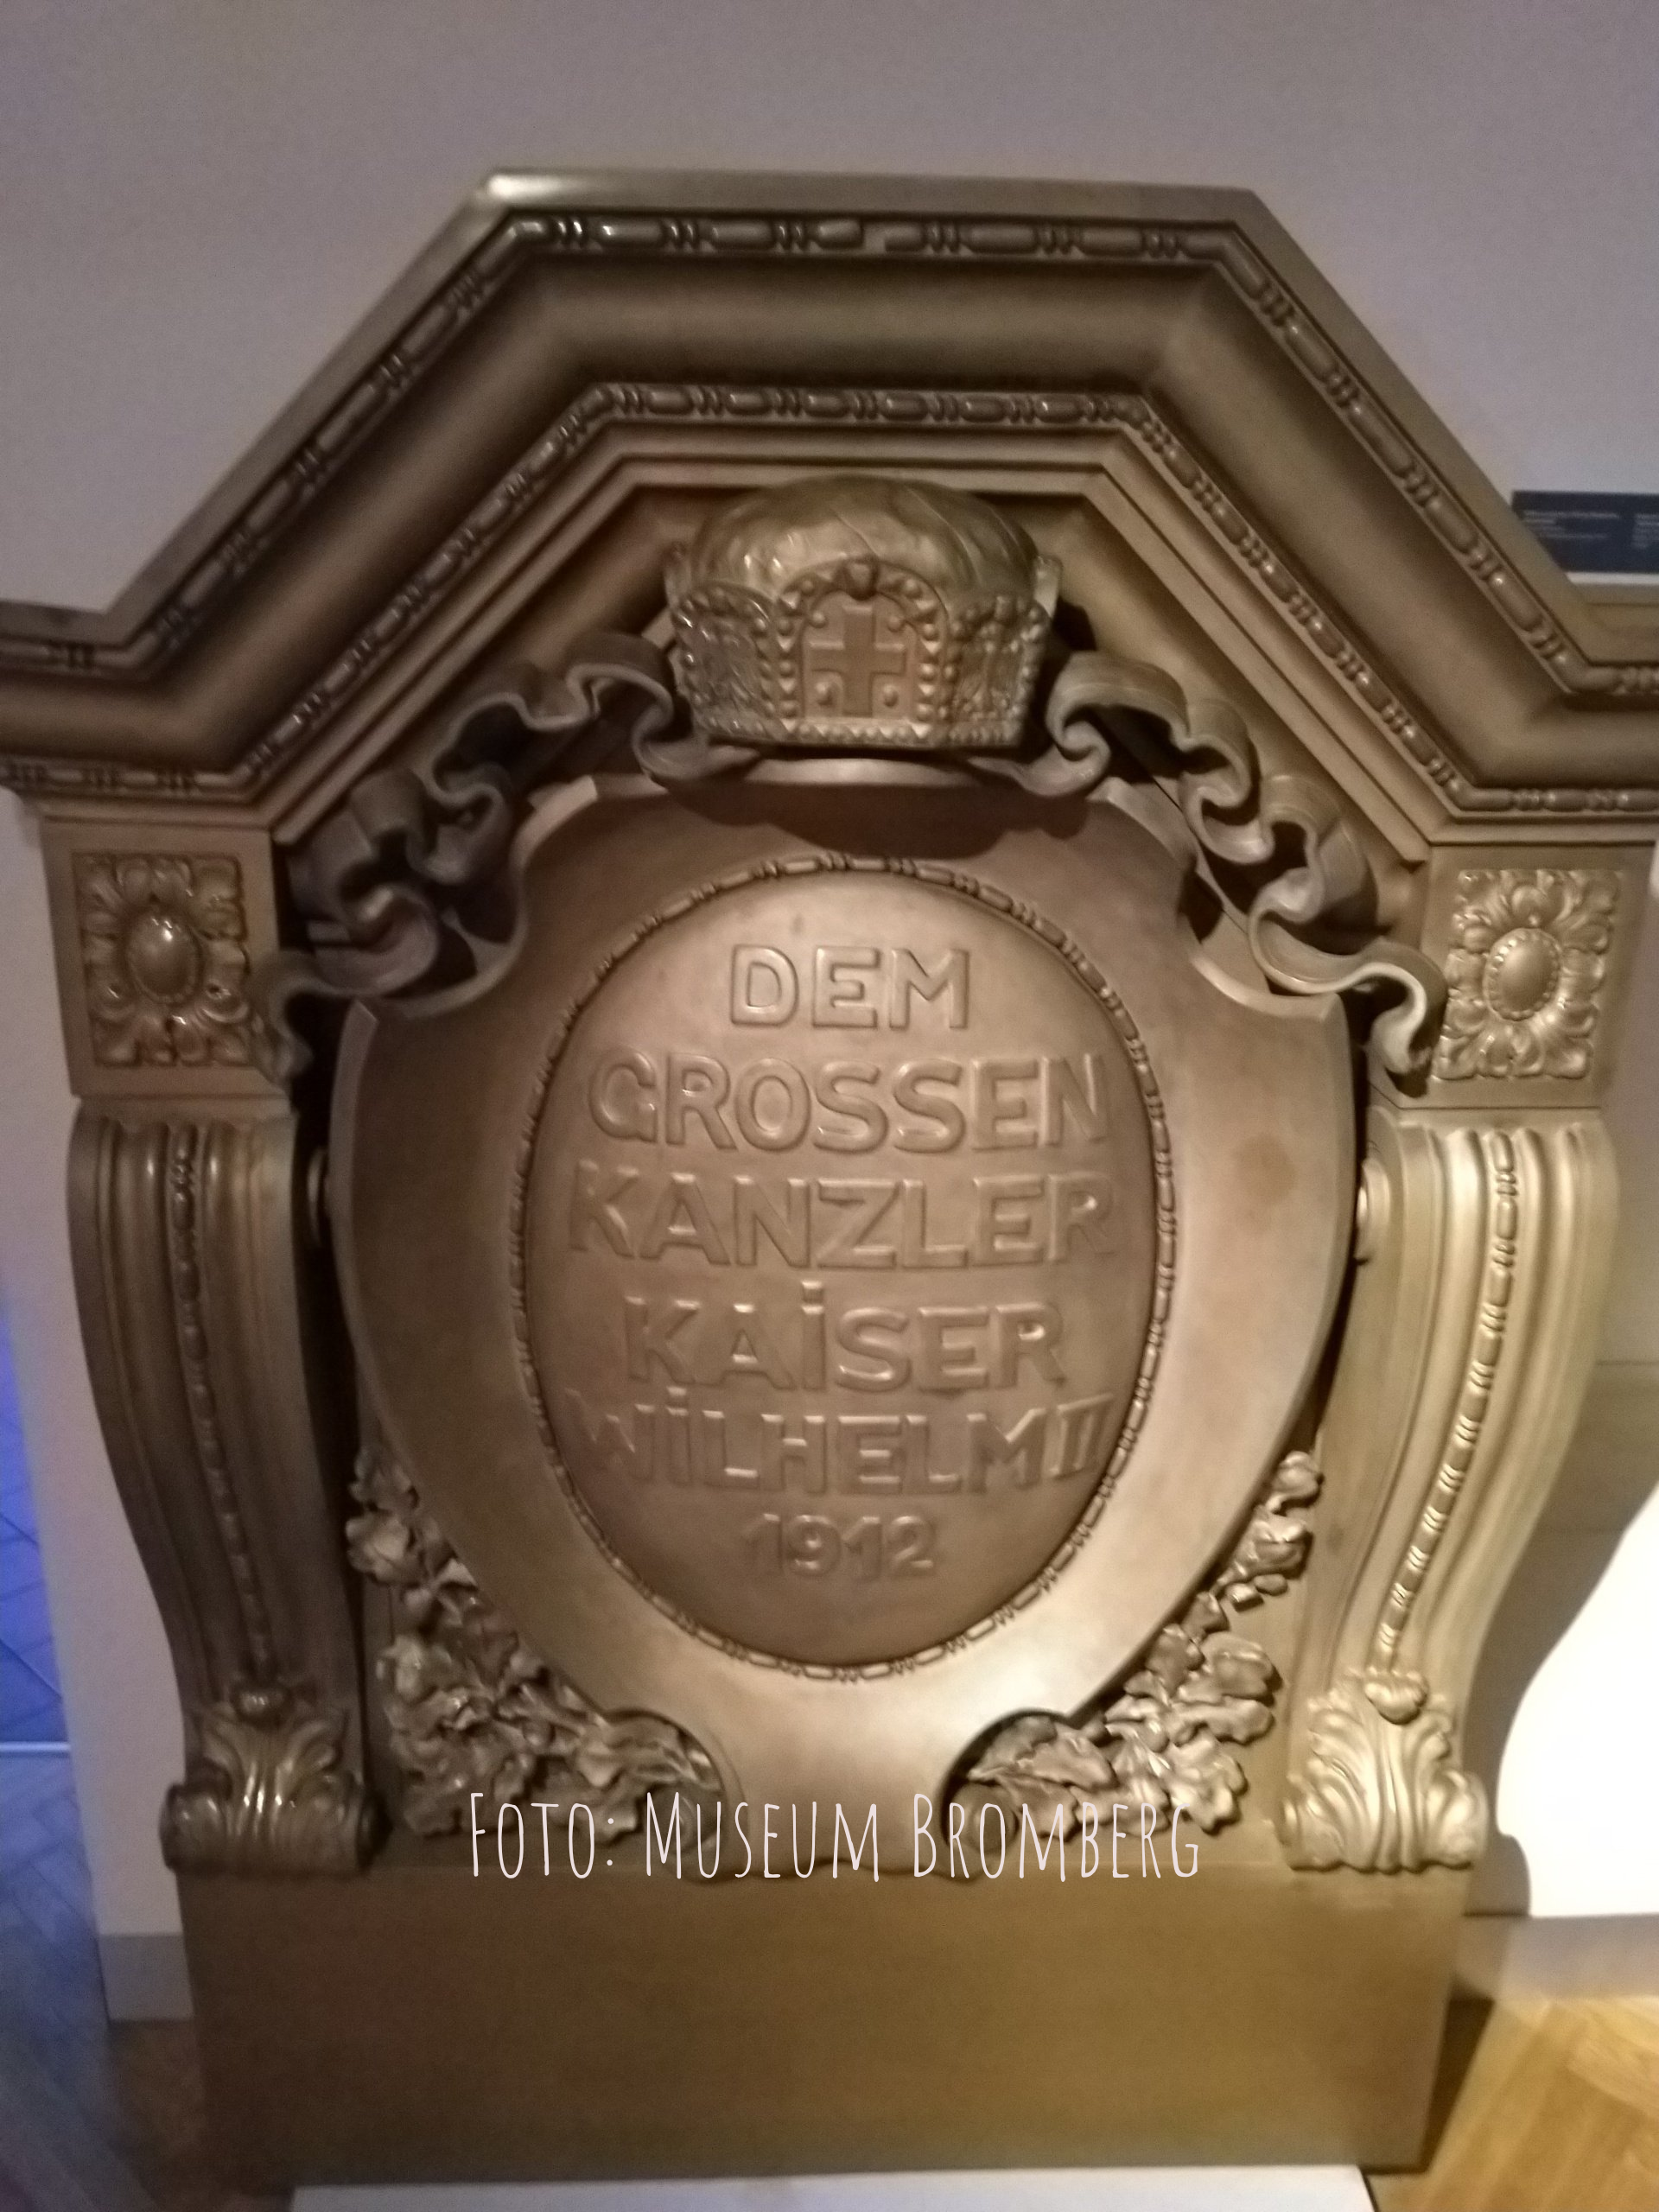 DEM
GROSSEN
KANZLER
KAISER
WILHELM II
1912
FOTO: MUSEUM BROMBERG